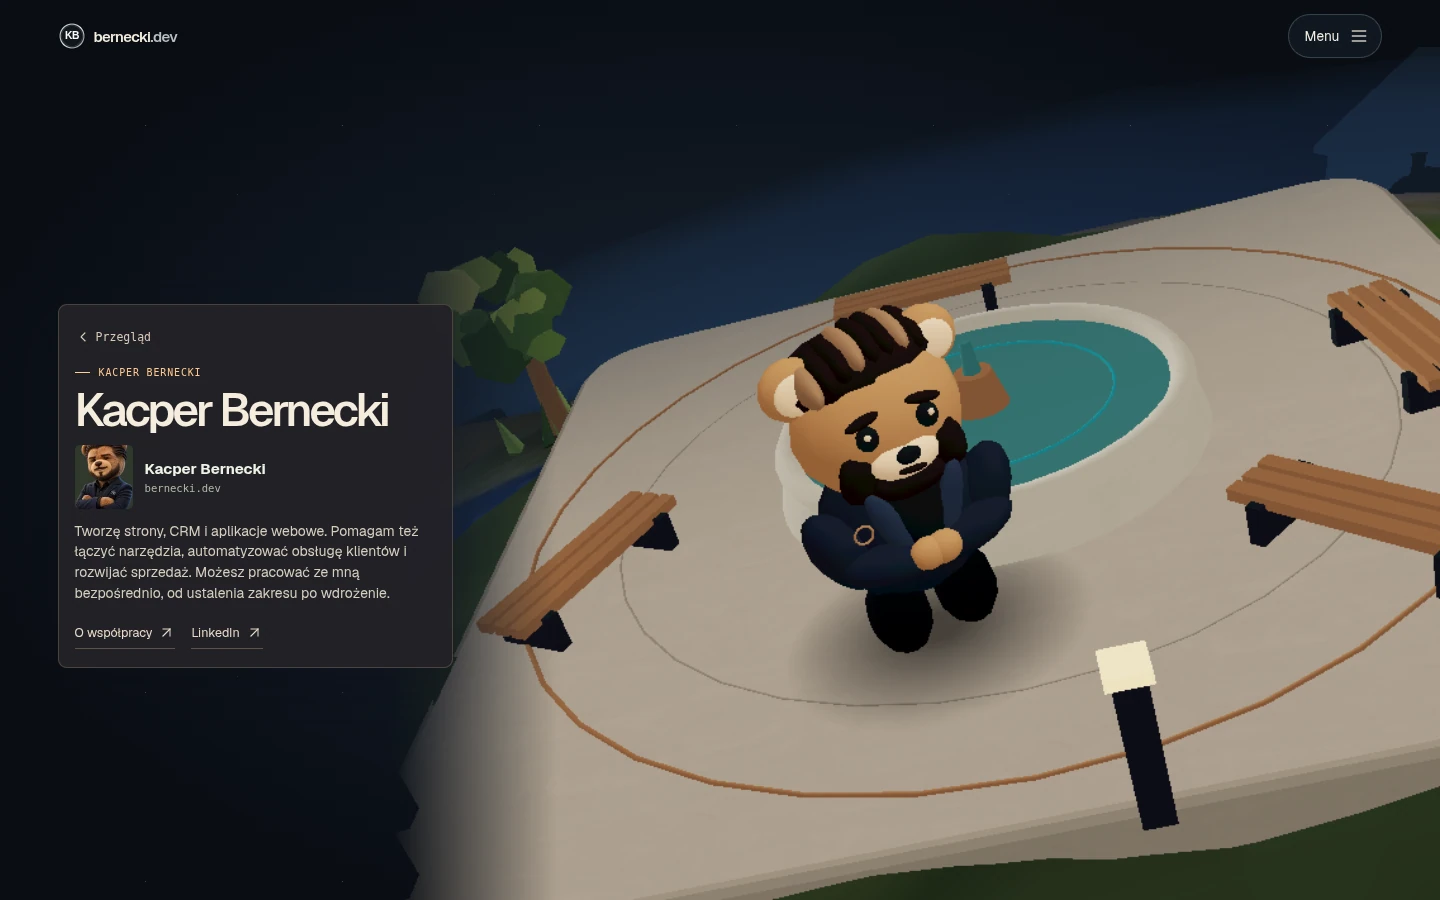 KB
bernecki.dev
Menu
Przegląd
KACPER BERNECKI
Kacper Bernecki
Kacper Bernecki
bernecki.dev
Tworzę strony, CRM i aplikacje webowe. Pomagam też
łączyć narzędzia, automatyzować obsługę klientów i
rozwijać sprzedaż. Możesz pracować ze mną
bezpośrednio, od ustalenia zakresu po wdrożenie.
O współpracy
LinkedIn